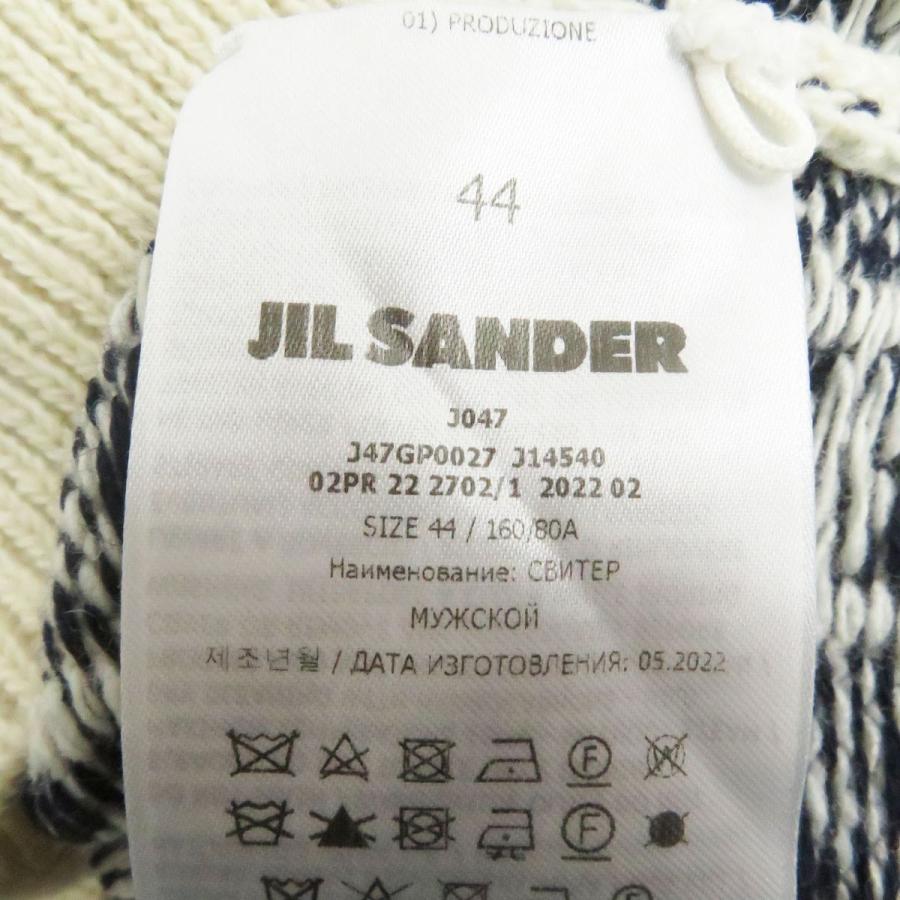 01) PRODUZIONE
44
JIL SANDER
J047
J47GP0027 J14540
02PR 22 2702/1 2022 02
SIZE 44 / 160/80A
Наименование: СВИТЕР
МУЖСКОЙ
제조년월 / ДАТА ИЗГОТОВЛЕНИЯ: 05.2022
F W
F